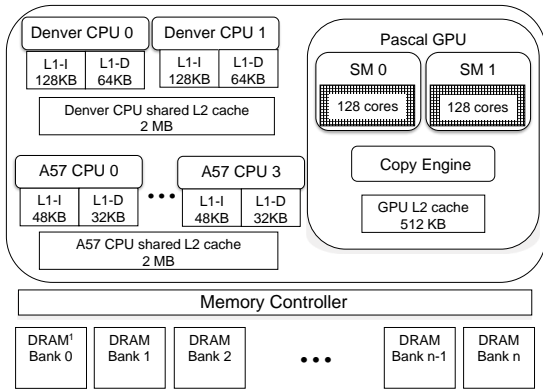 Denver CPU 0
Denver CPU 1
L1-I
128KB
L1-D
64KB
L1-I
128KB
L1-D
64KB
Denver CPU shared L2 cache
2 MB
A57 CPU 0
A57 CPU 3
L1-I
48KB
L1-D
32KB
L1-I
48KB
L1-D
32KB
A57 CPU shared L2 cache
2 MB
Pascal GPU
SM 0
SM 1
128 cores
128 cores
Copy Engine
GPU L2 cache
512 KB
Memory Controller
DRAM¹
Bank 0
DRAM
Bank 1
DRAM
Bank 2
DRAM
Bank n-1
DRAM
Bank n